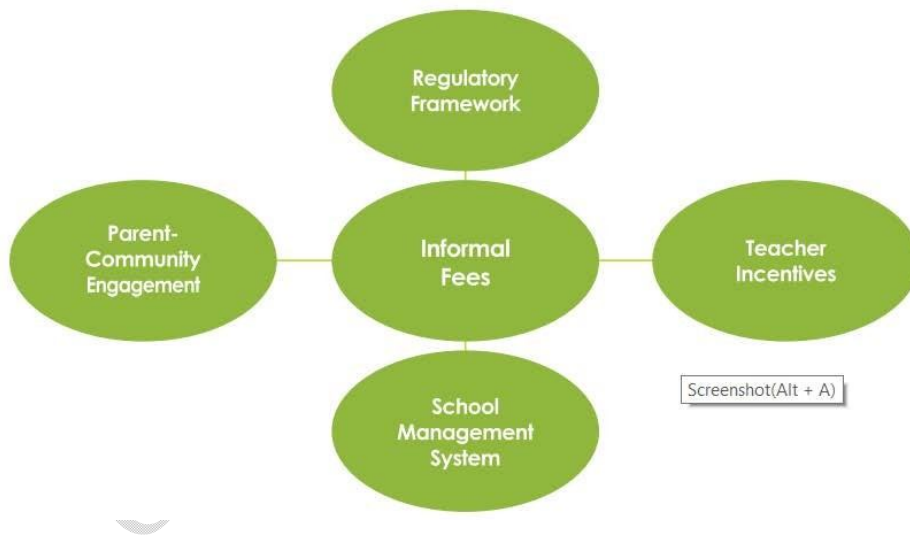 Regulatory
Framework
Parent-
Community
Engagement
Informal
Fees
Teacher
Incentives
Screenshot(Alt + A)
School
Management
System